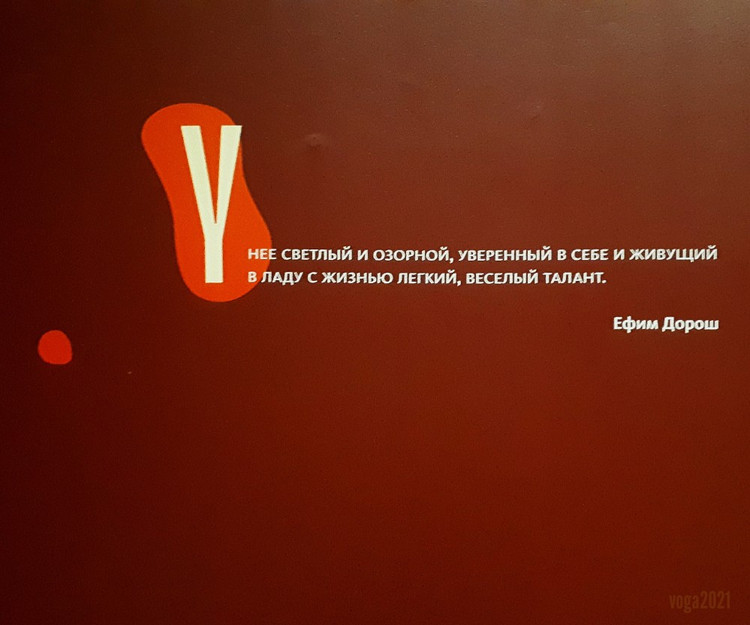 У
НЕЕ СВЕТЛЫЙ И ОЗОРНОЙ, УВЕРЕННЫЙ В СЕБЕ И ЖИВУЩИЙ
В ЛАДУ С ЖИЗНЬЮ ЛЕГКИЙ, ВЕСЕЛЫЙ ТАЛАНТ.
Ефим Дорош
voga2021